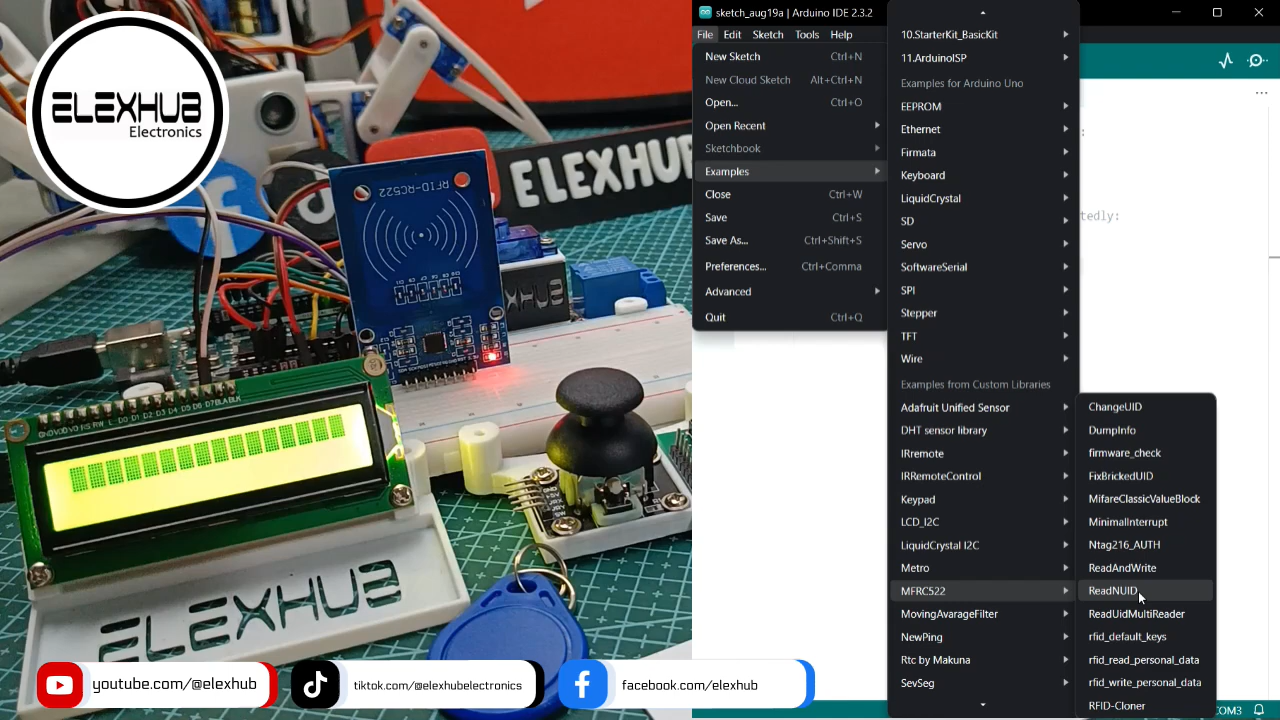 ELEXHUB
Electronics
RFID-RC522
ELEXHUB
ELEXHUB
ELEXHUB
youtube.com/@elexhub
tiktok.com/@elexhubelectronics
facebook.com/elexhub
sketch_aug19a | Arduino IDE 2.3.2
File Edit Sketch Tools Help
New Sketch Ctrl+N
New Cloud Sketch Alt+Ctrl+N
Open... Ctrl+O
Open Recent
Sketchbook
Examples
Close Ctrl+W
Save Ctrl+S
Save As... Ctrl+Shift+S
Preferences... Ctrl+Comma
Advanced
Quit Ctrl+Q
10.StarterKit_BasicKit
11.ArduinoISP
Examples for Arduino Uno
EEPROM
Ethernet
Firmata
Keyboard
LiquidCrystal
SD
Servo
SoftwareSerial
SPI
Stepper
TFT
Wire
Examples from Custom Libraries
Adafruit Unified Sensor
DHT sensor library
IRremote
IRRemoteControl
Keypad
LCD_I2C
LiquidCrystal I2C
Metro
MFRC522
MovingAvarageFilter
NewPing
Rtc by Makuna
SevSeg
ChangeUID
DumpInfo
firmware_check
FixBrickedUID
MifareClassicValueBlock
MinimalInterrupt
Ntag216_AUTH
ReadAndWrite
ReadNUID
ReadUidMultiReader
rfid_default_keys
rfid_read_personal_data
rfid_write_personal_data
RFID-Cloner
tedly:
COM3